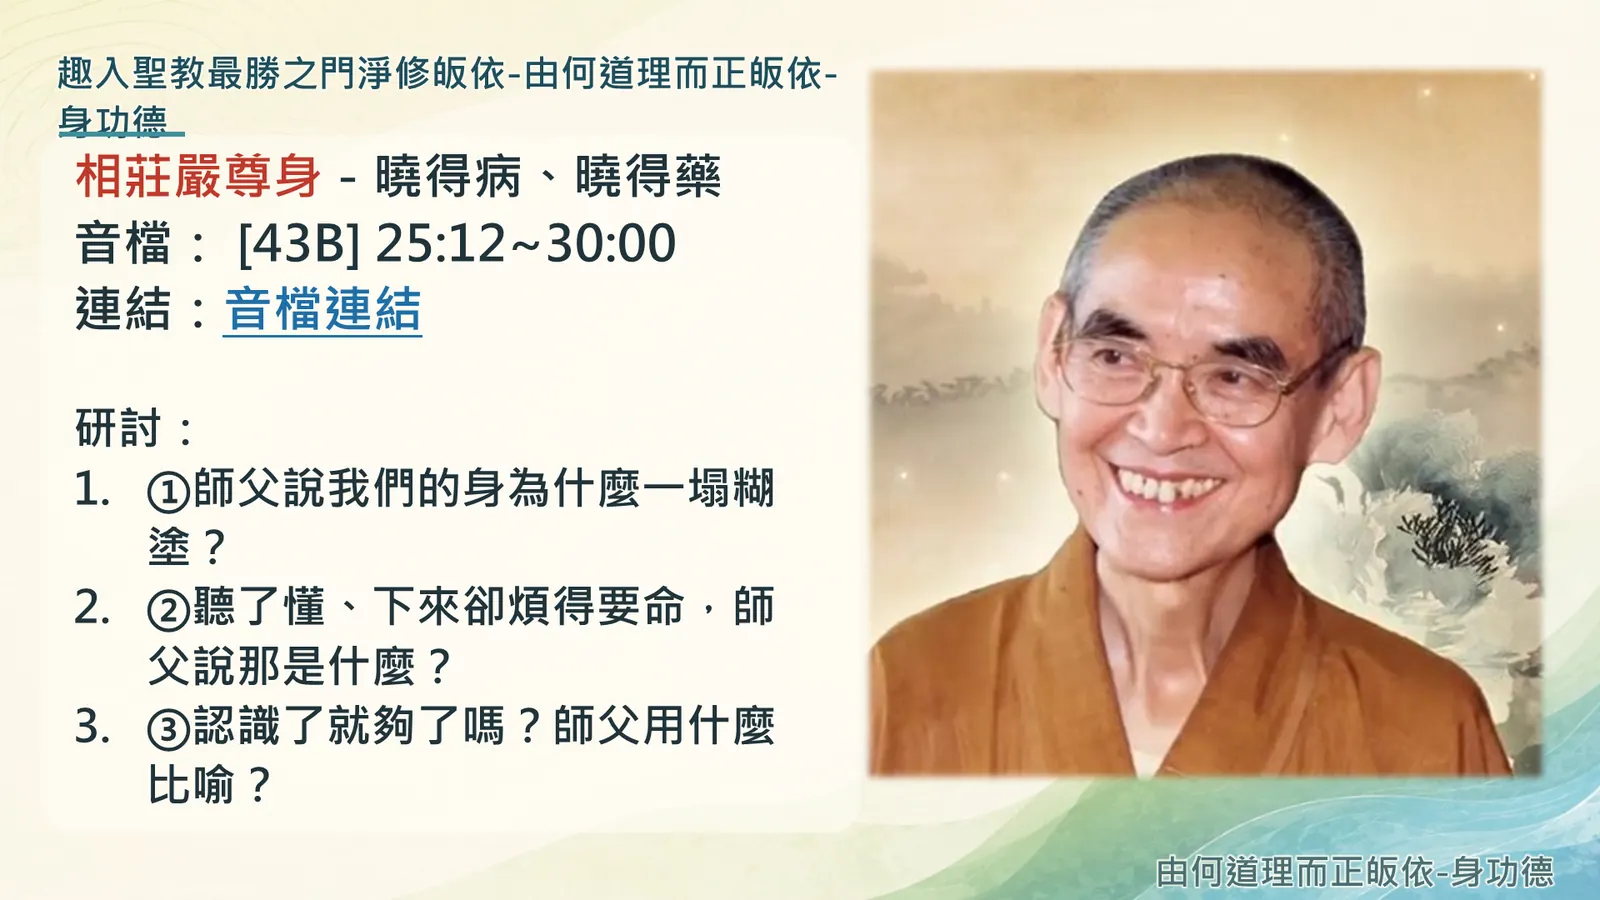 趣入聖教最勝之門淨修皈依-由何道理而正皈依-
身功德
相莊嚴尊身 - 曉得病、曉得藥
音檔： [43B] 25:12~30:00
連結：音檔連結
研討：
1. ①師父說我們的身為什麼一塌糊
塗？
2. ②聽了懂、下來卻煩得要命，師
父說那是什麼？
3. ③認識了就夠了嗎？師父用什麼
比喻？
由何道理而正皈依-身功德